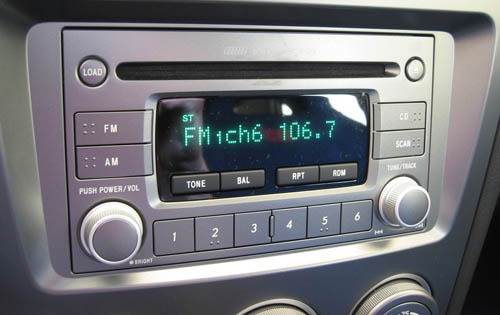 LOAD
ST
FM1ch6 106.7
FM
CD
AM
SCAN
TONE BAL RPT RDM
PUSH POWER/VOL
TUNE/TRACK
1 2 3 4 5 6
BRIGHT